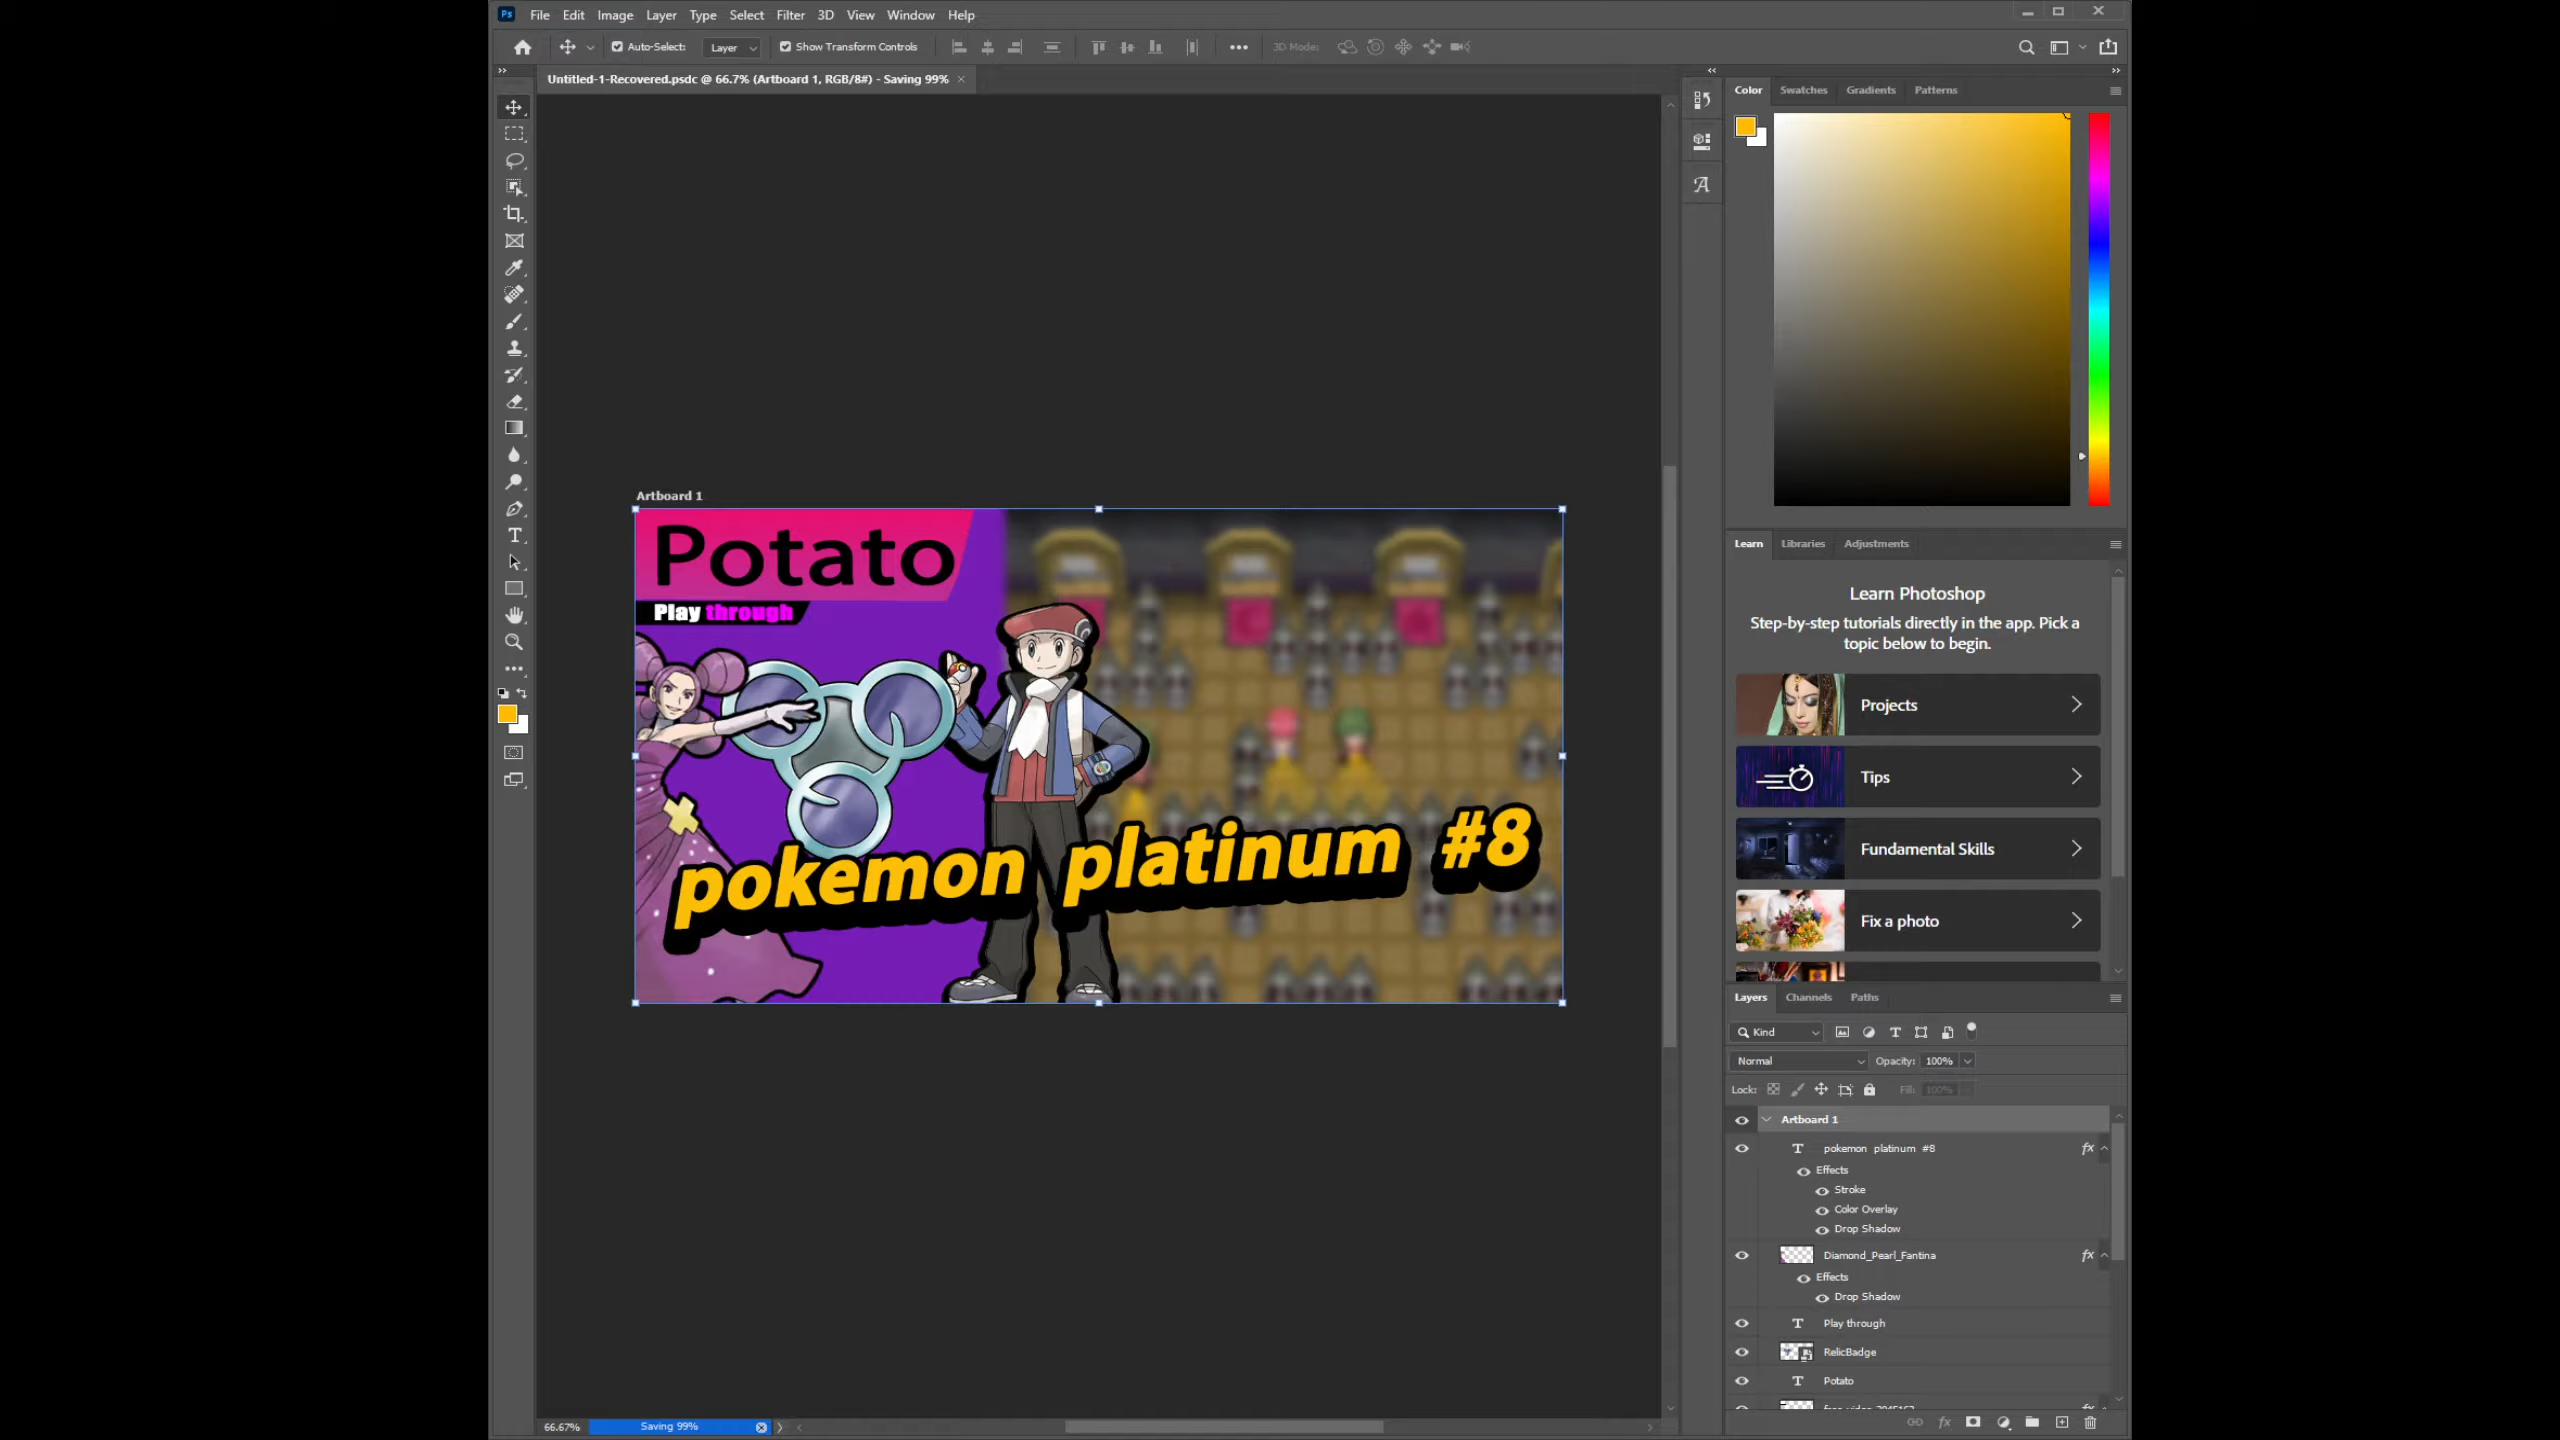 Ps File Edit Image Layer Type Select Filter 3D View Window Help
Auto-Select: Layer Show Transform Controls 3D Mode:
Untitled-1-Recovered.psdc @ 66.7% (Artboard 1, RGB/8#) - Saving 99%
Color Swatches Gradients Patterns
Artboard 1
Potato
Play through
pokemon platinum #8
Learn Libraries Adjustments
Learn Photoshop
Step-by-step tutorials directly in the app. Pick a
topic below to begin.
Projects
Tips
Fundamental Skills
Fix a photo
Layers Channels Paths
Kind
Normal Opacity: 100%
Lock: Fill: 100%
Artboard 1
pokemon platinum #8 fx
Effects
Stroke
Color Overlay
Drop Shadow
Diamond_Pearl_Fantina fx
Effects
Drop Shadow
Play through
RelicBadge
Potato
66.67% Saving 99%